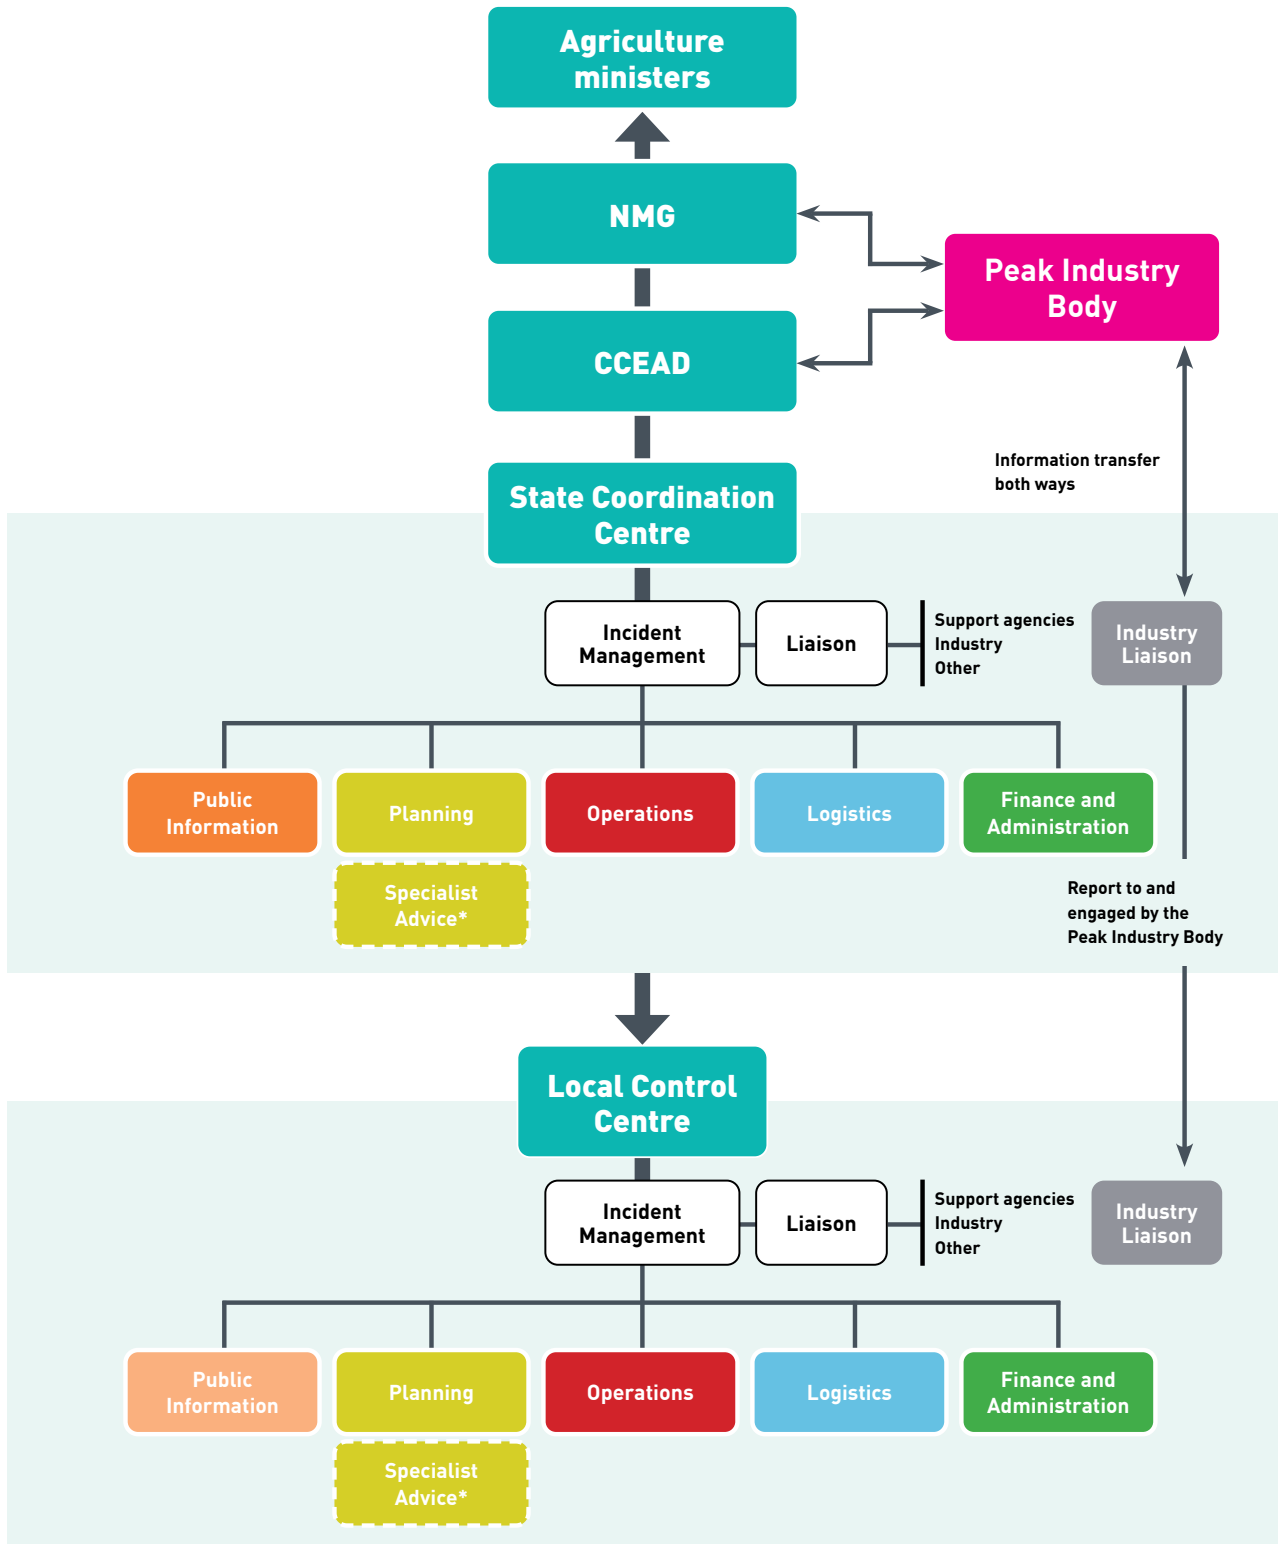 Agriculture
ministers
NMG
Peak Industry
Body
CCEAD
Information transfer
both ways
State Coordination
Centre
Incident
Management
Liaison
Support agencies
Industry
Other
Industry
Liaison
Public
Information
Planning
Operations
Logistics
Finance and
Administration
Specialist
Advice*
Report to and
engaged by the
Peak Industry Body
Local Control
Centre
Incident
Management
Liaison
Support agencies
Industry
Other
Industry
Liaison
Public
Information
Planning
Operations
Logistics
Finance and
Administration
Specialist
Advice*